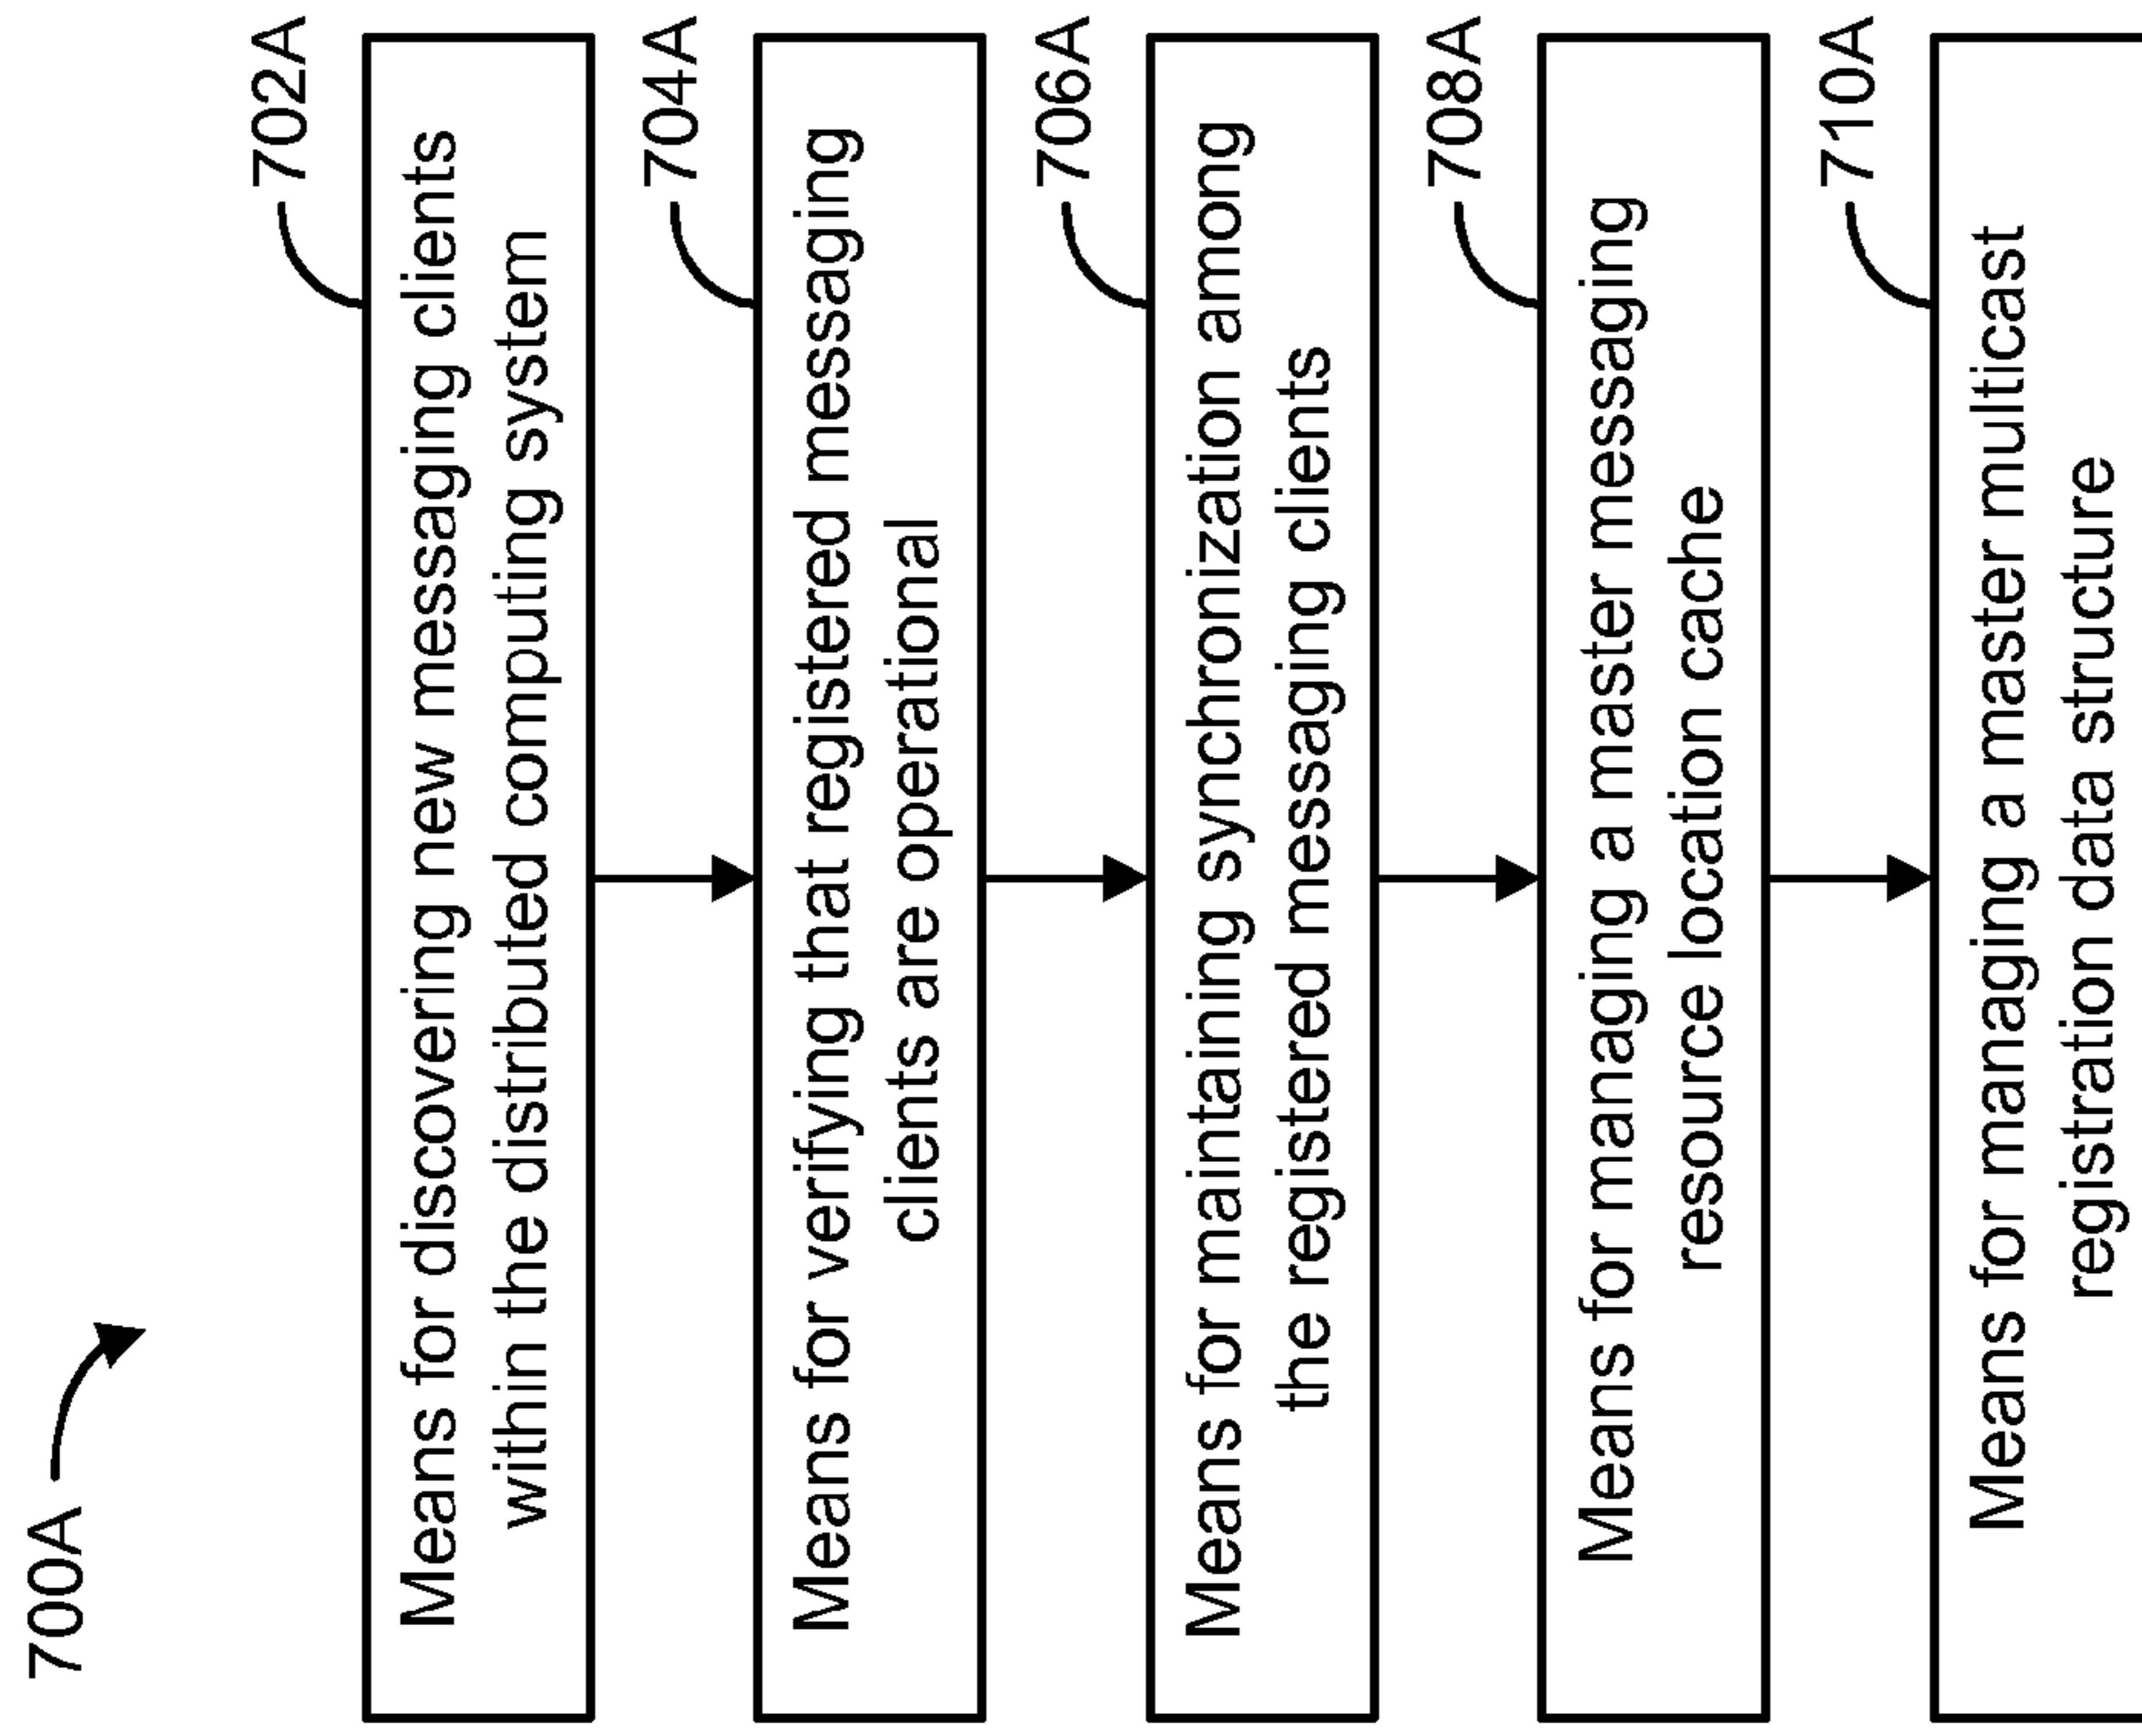 700A
702A
Means for discovering new messaging clients
within the distributed computing system
704A
Means for verifying that registered messaging
clients are operational
706A
Means for maintaining synchronization among
the registered messaging clients
708A
Means for managing a master messaging
resource location cache
710A
Means for managing a master multicast
registration data structure